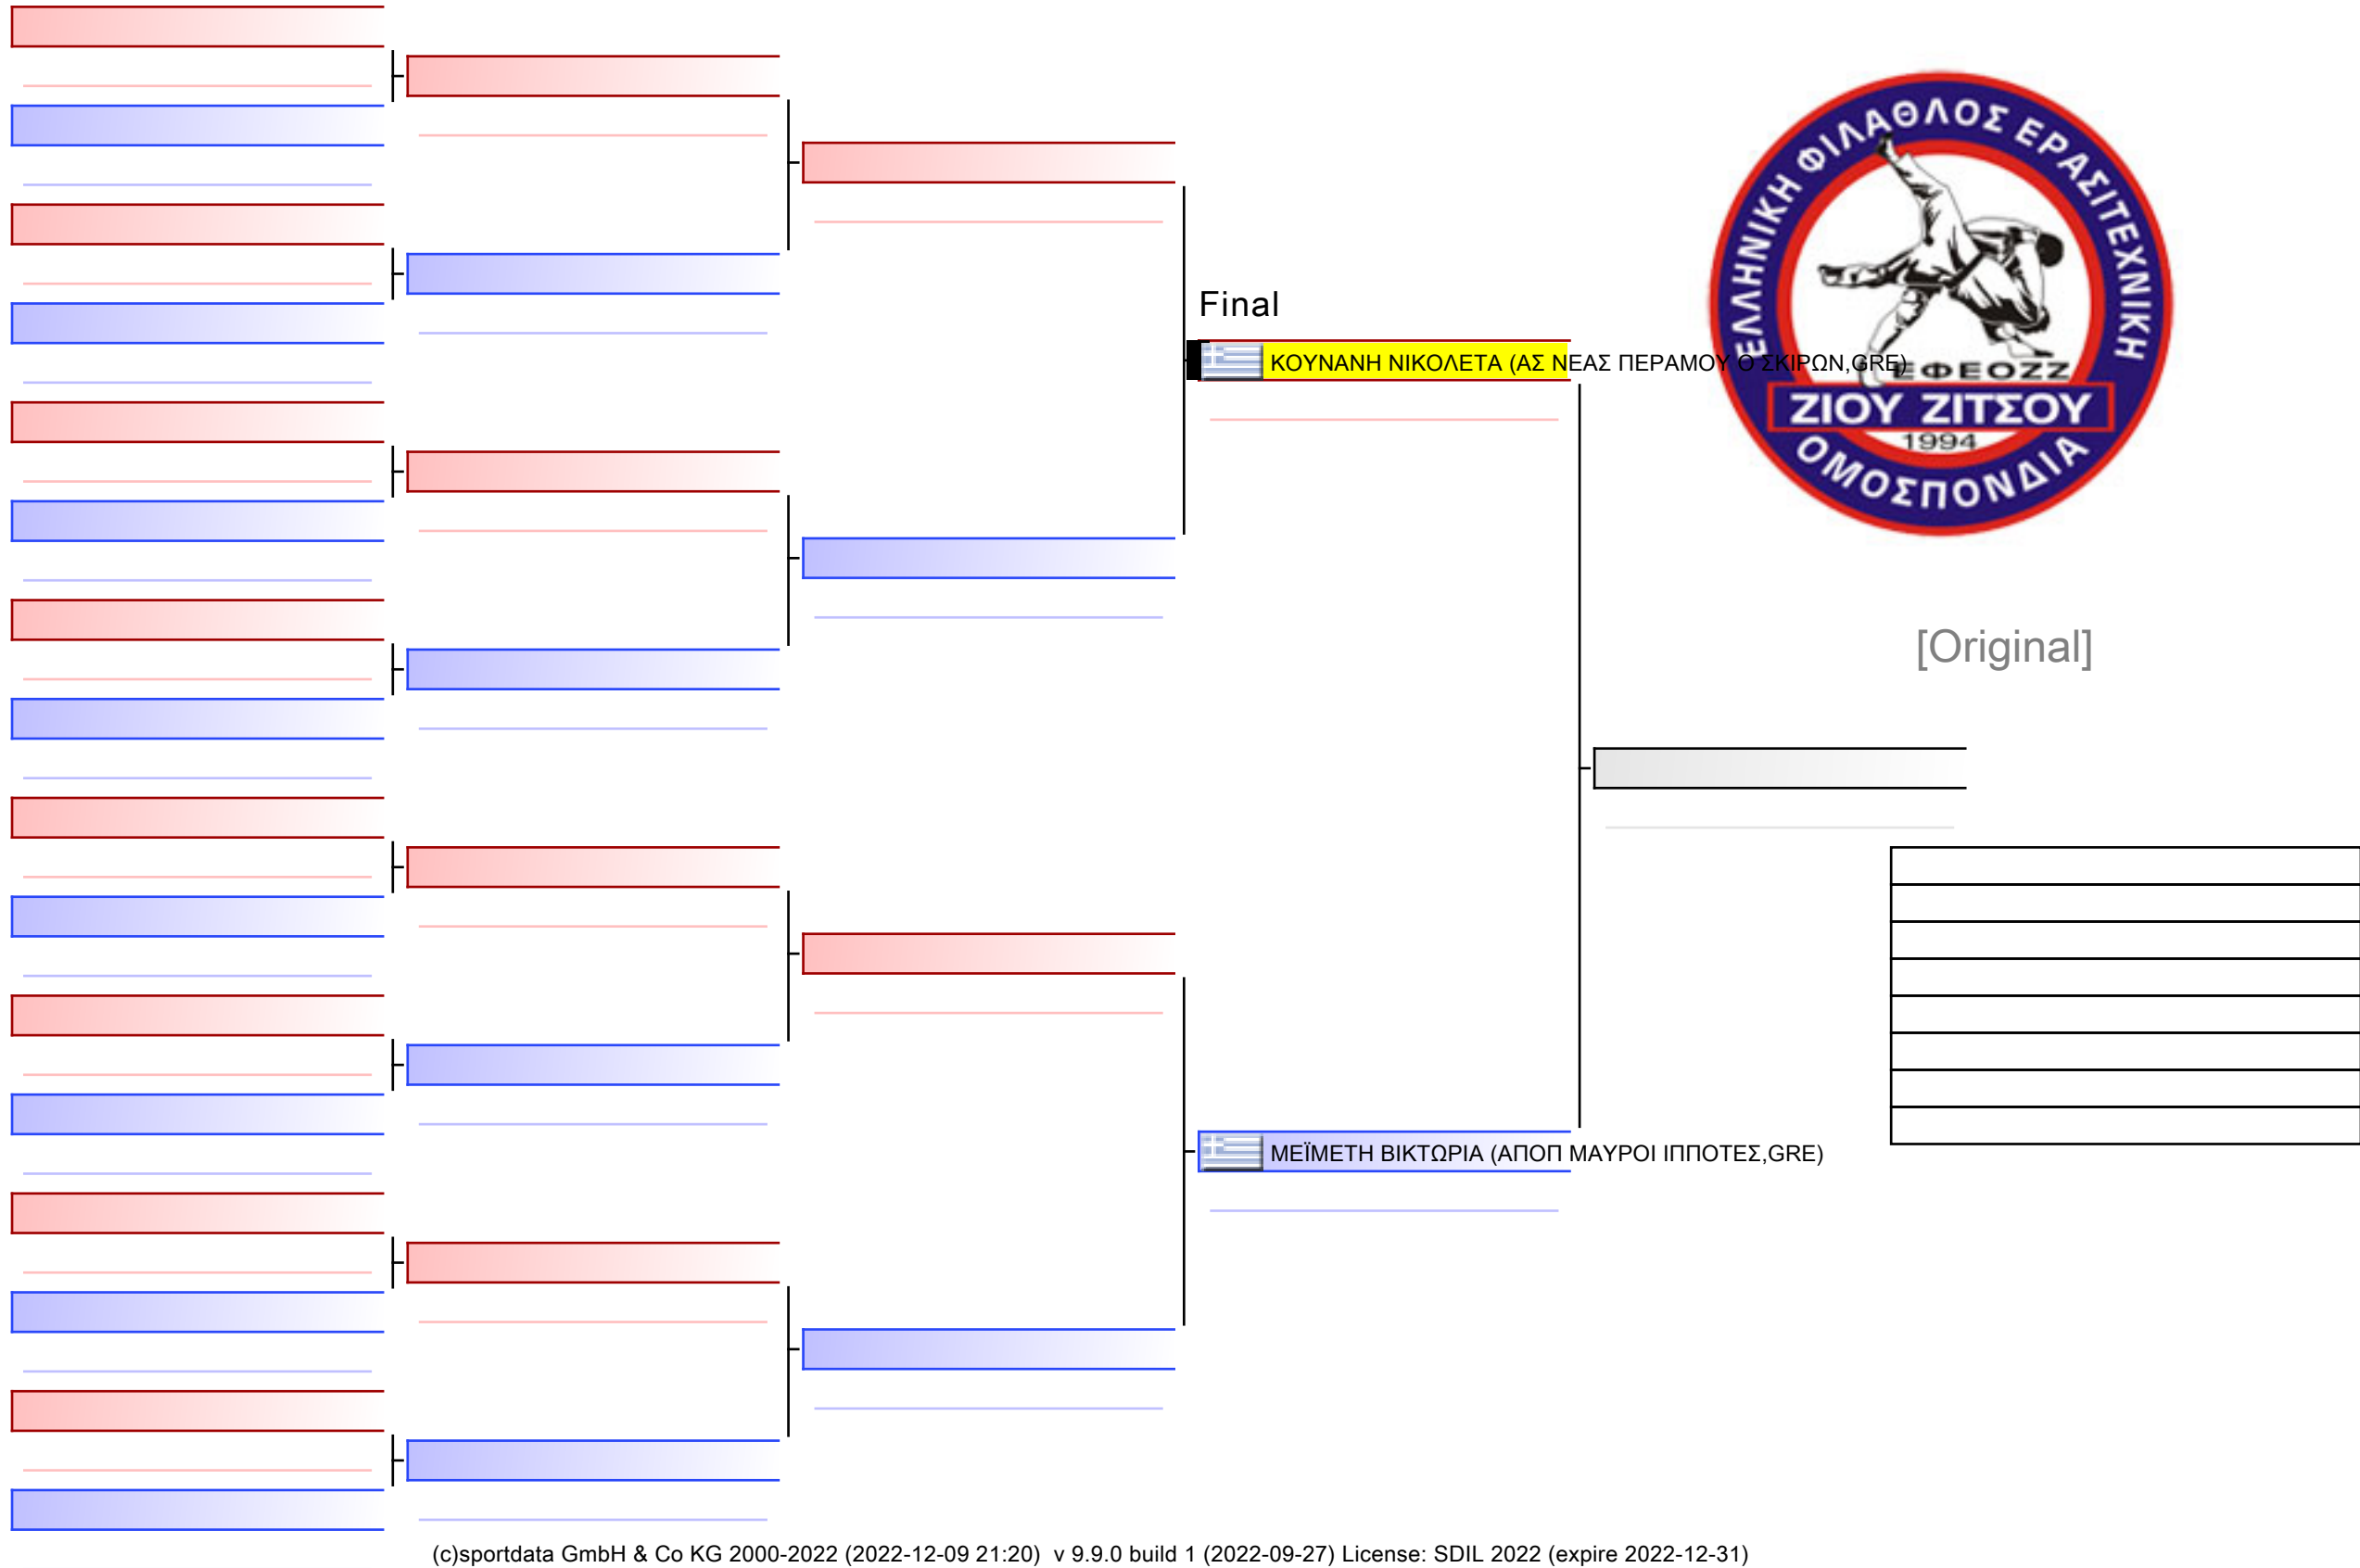 ΕΛΛΗΝΙΚΗ ΦΙΛΑΘΛΟΣ ΕΡΑΣΙΤΕΧΝΙΚΗ
Final
ΚΟΥΝΑΝΗ ΝΙΚΟΛΕΤΑ (ΑΣ ΝΕΑΣ ΠΕΡΑΜΟΥ Ο ΣΚΙΡΩΝ,GRE)
ΕΦΕΟΖΖ
ΖΙΟΥ ΖΙΤΣΟΥ
1994
ΟΜΟΣΠΟΝΔΙΑ
[Original]
ΜΕΪΜΕΤΗ ΒΙΚΤΩΡΙΑ (ΑΠΟΠ ΜΑΥΡΟΙ ΙΠΠΟΤΕΣ,GRE)
(c)sportdata GmbH & Co KG 2000-2022 (2022-12-09 21:20)  v 9.9.0 build 1 (2022-09-27) License: SDIL 2022 (expire 2022-12-31)